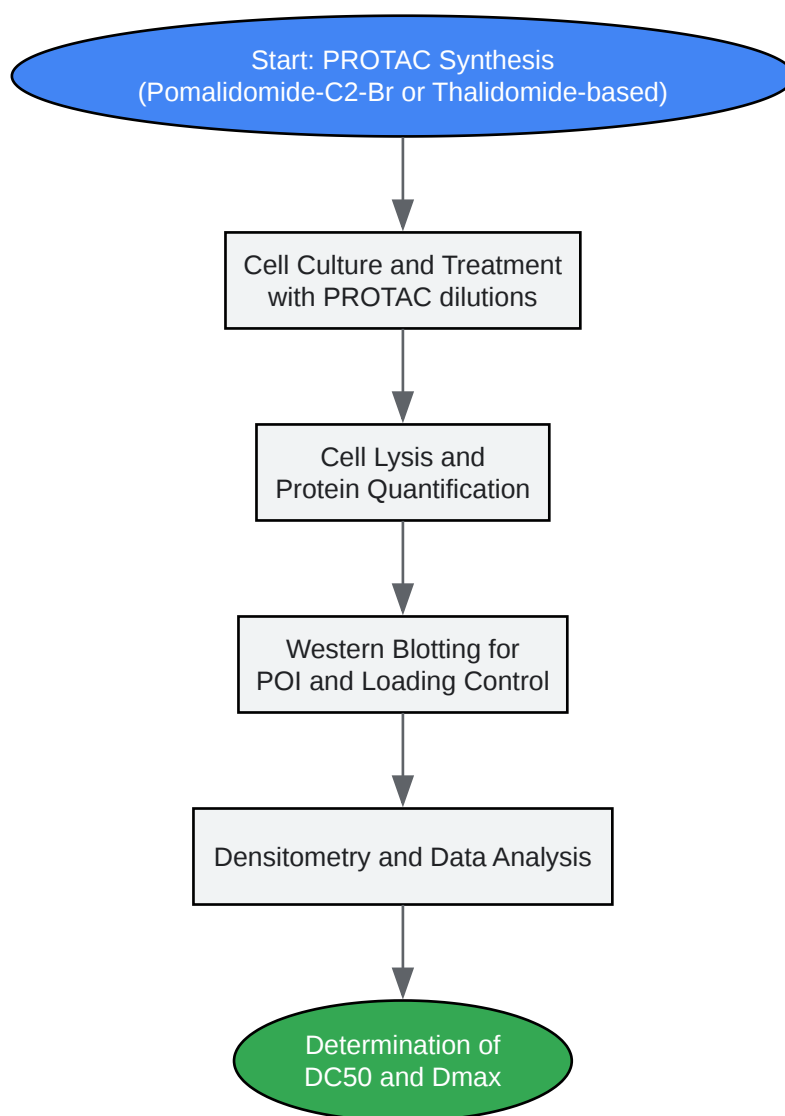 Start: PROTAC Synthesis
(Pomalidomide-C2-Br or Thalidomide-based)
Cell Culture and Treatment
with PROTAC dilutions
Cell Lysis and
Protein Quantification
Western Blotting for
POI and Loading Control
Densitometry and Data Analysis
Determination of
DC50 and Dmax